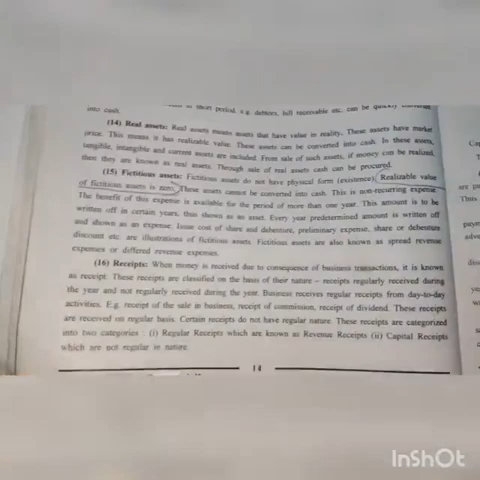 in short period, e.g. debtors, bill receivable etc. can be quickly converted
into cash.
(14) Real assets: Real assets means assets that have value in reality. These assets have market
price. This means it has realizable value. These assets can be converted into cash. In these assets,
tangible, intangible and current assets are included. From sale of such assets, if money can be realized,
then they are known as real assets. Through sale of real assets cash can be procured.
(15) Fictitious assets: Fictitious assets do not have physical form (existence). Realizable value
of fictitious assets is zero. These assets cannot be converted into cash. This is non-recurring expense.
The benefit of this expense is available for the period of more than one year. This amount is to be
written off in certain years, thus shown as an asset. Every year predetermined amount is written off
and shown as an expense. Issue cost of share and debenture, preliminary expense, share or debenture
discount etc. are illustrations of fictitious assets. Fictitious assets are also known as spread revenue
expenses or differed revenue expenses.
(16) Receipts: When money is received due to consequence of business transactions, it is known
as receipt. These receipts are classified on the basis of their nature – receipts regularly received during
the year and not regularly received during the year. Business receives regular receipts from day-to-day
activities. E.g. receipt of the sale in business, receipt of commission, receipt of dividend. These receipts
are received on regular basis. Certain receipts do not have regular nature. These receipts are categorized
into two categories : (i) Regular Receipts which are known as Revenue Receipts (ii) Capital Receipts
which are not regular in nature.
14
InShOt